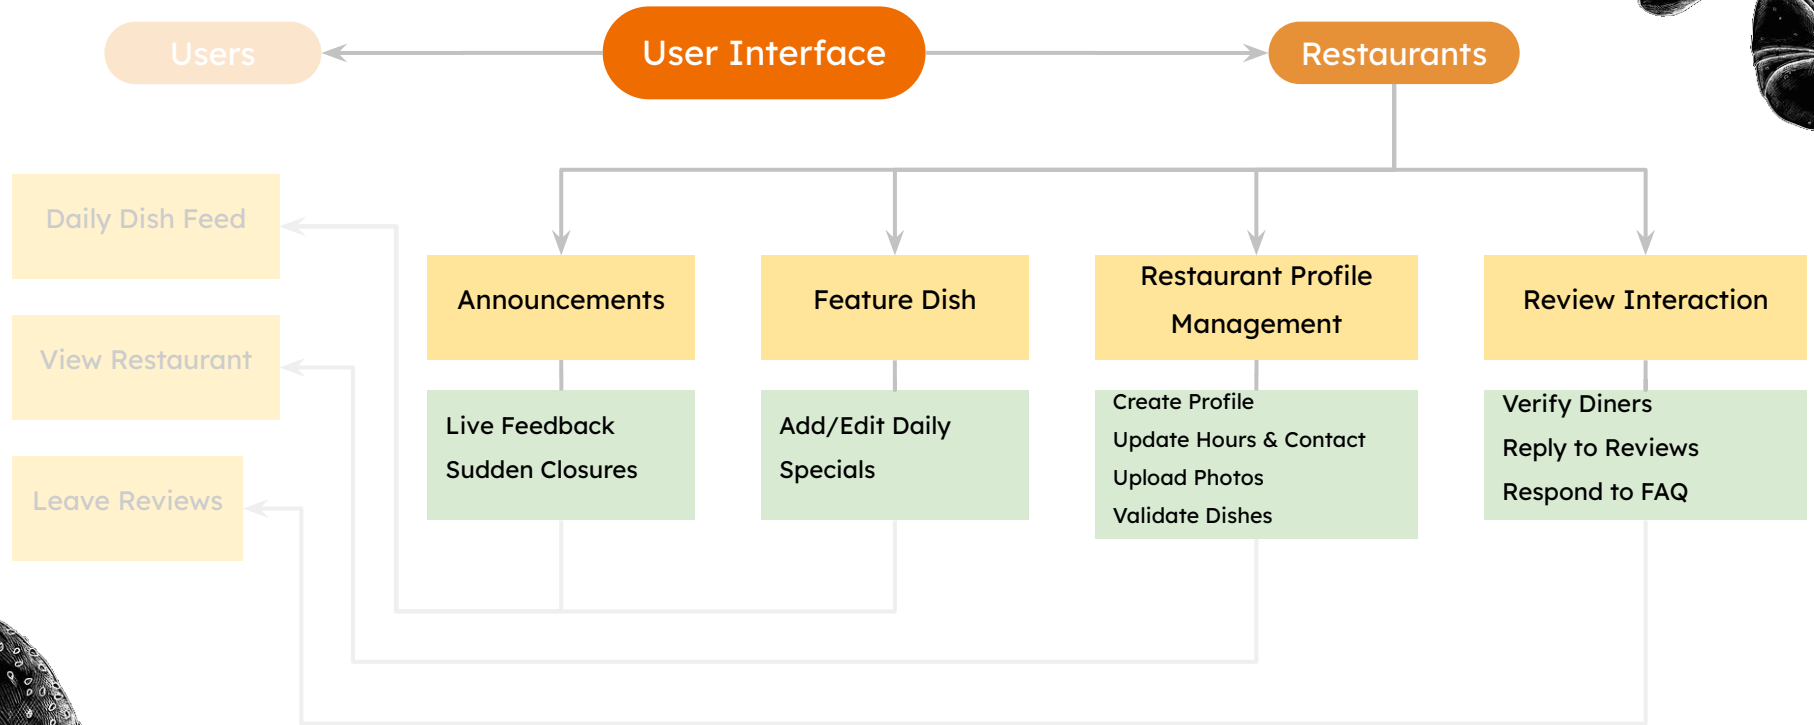 Users
User Interface
Restaurants
Daily Dish Feed
View Restaurant
Leave Reviews
Announcements
Feature Dish
Restaurant Profile
Management
Review Interaction
Live Feedback
Sudden Closures
Add/Edit Daily
Specials
Create Profile
Update Hours & Contact
Upload Photos
Validate Dishes
Verify Diners
Reply to Reviews
Respond to FAQ